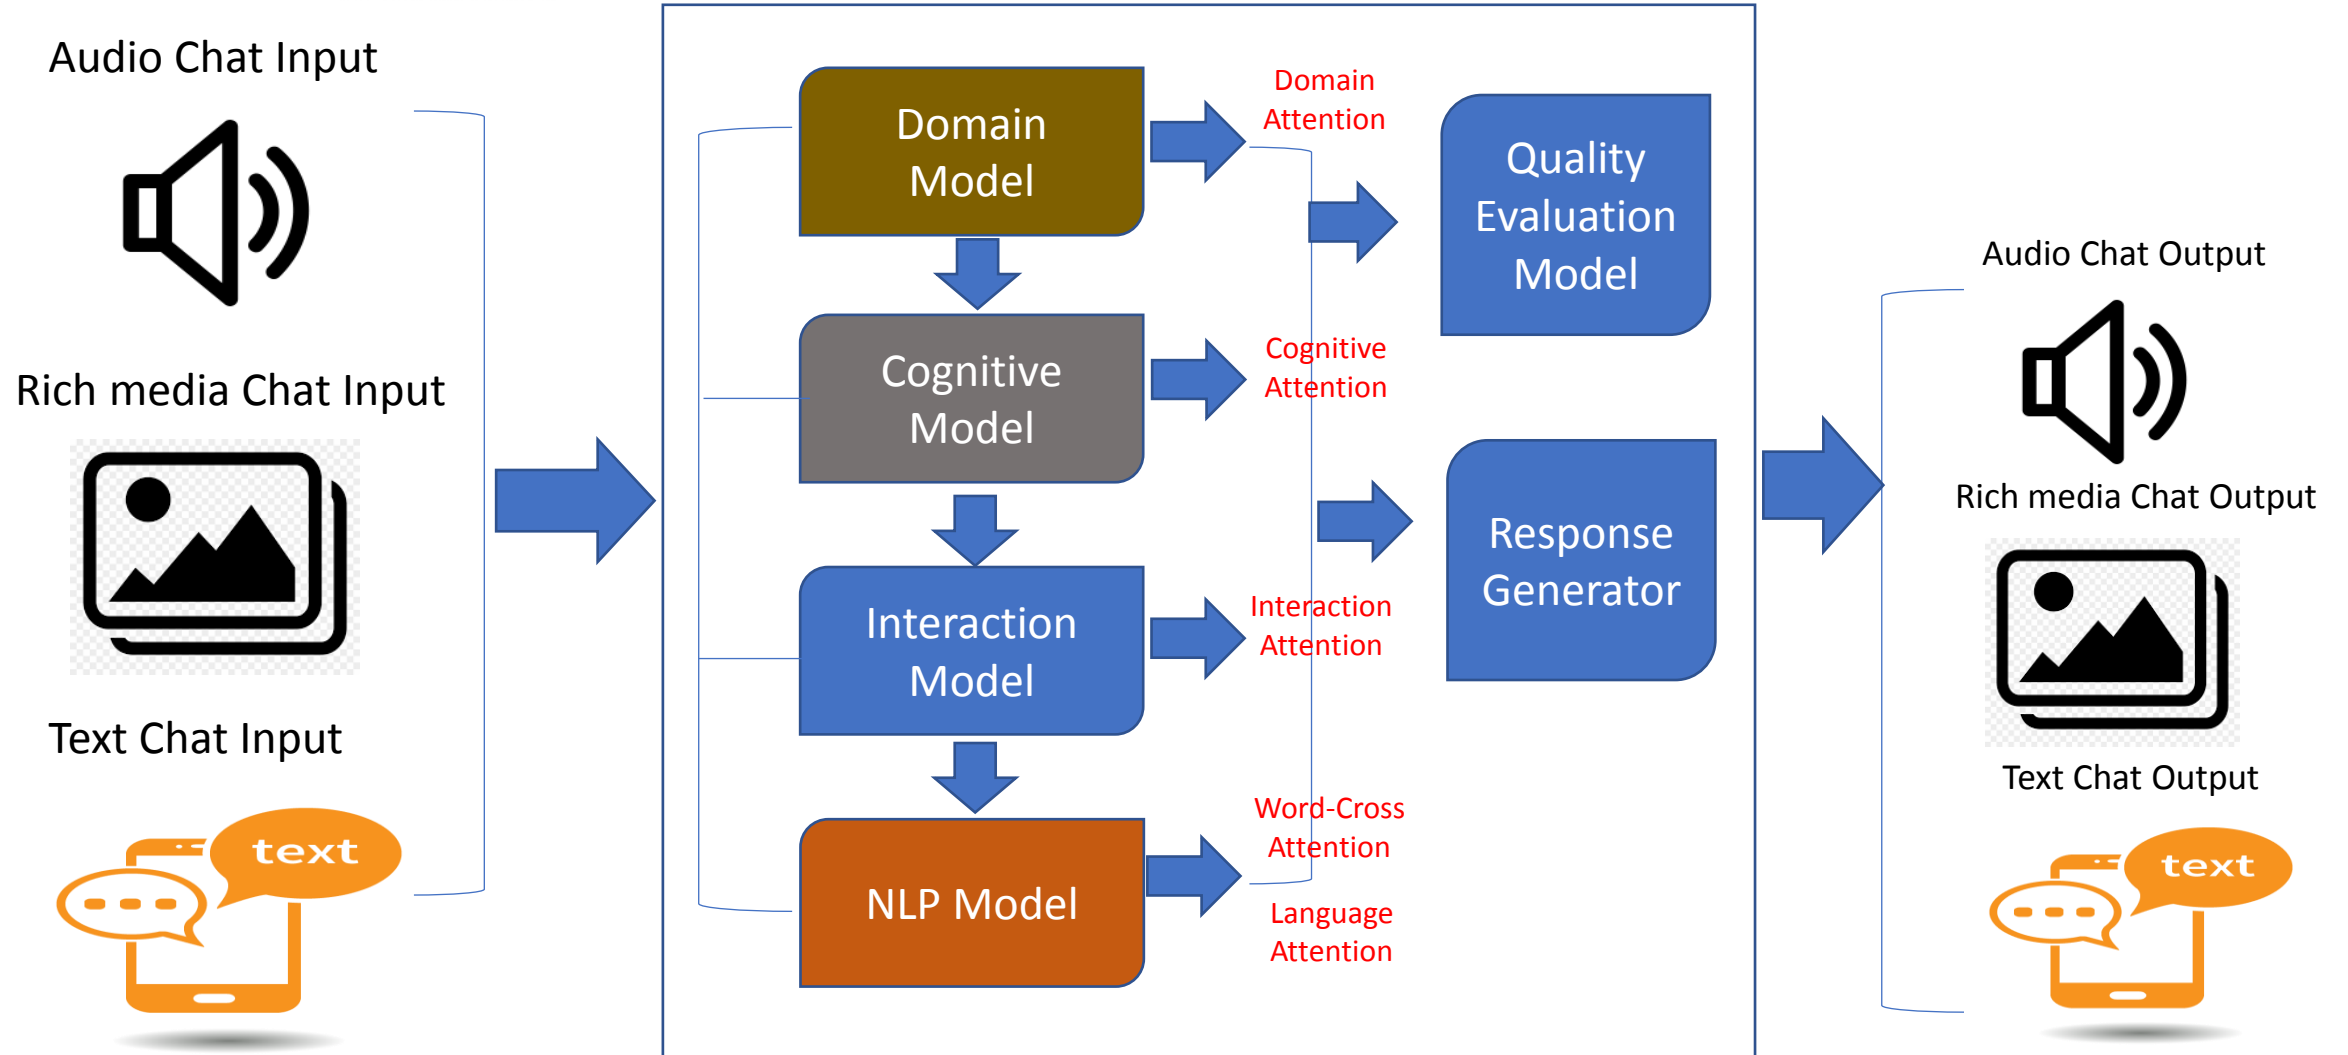 Audio Chat Input
Rich media Chat Input
Text Chat Input
text
Domain
Model
Cognitive
Model
Interaction
Model
NLP Model
Domain
Attention
Cognitive
Attention
Interaction
Attention
Word-Cross
Attention
Language
Attention
Quality
Evaluation
Model
Response
Generator
Audio Chat Output
Rich media Chat Output
Text Chat Output
text